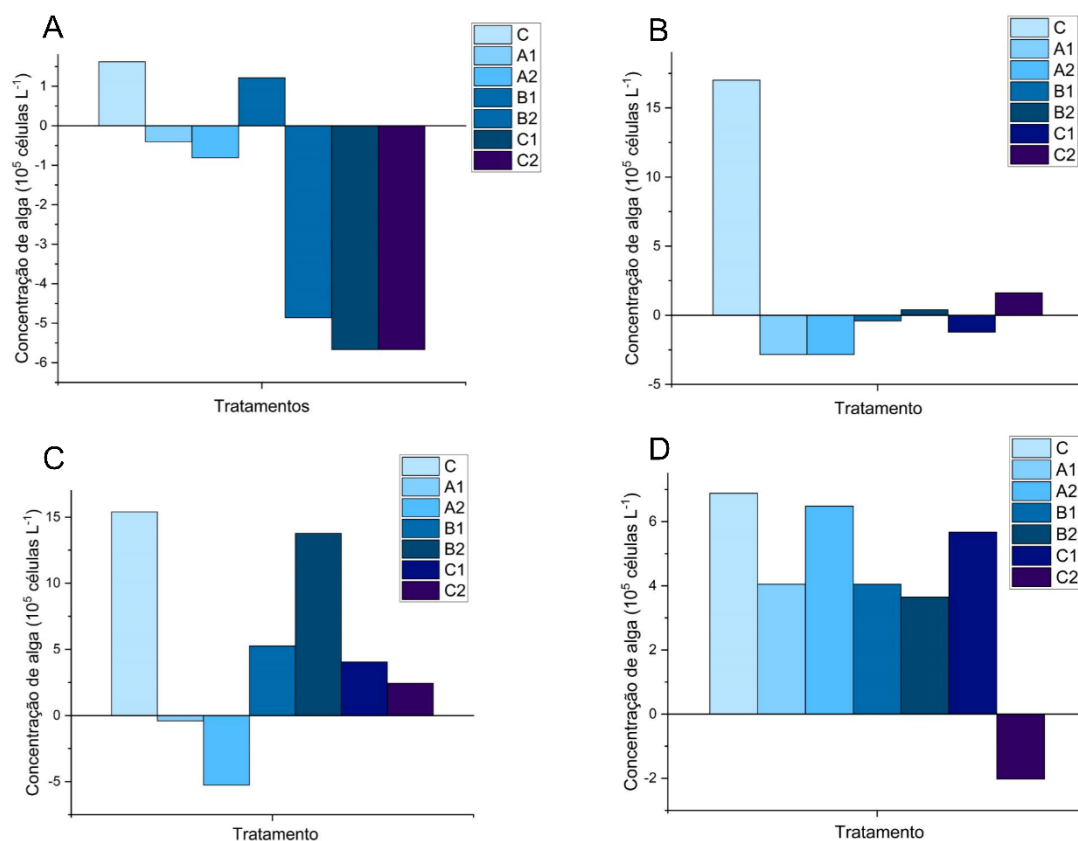 A
C
A1
A2
B1
B2
C1
C2
Concentração de alga (10⁵ células L⁻¹)
1
0
-1
-2
-3
-4
-5
-6
Tratamentos
B
C
A1
A2
B1
B2
C1
C2
Concentração de alga (10⁵ células L⁻¹)
15
10
5
0
-5
Tratamento
C
C
A1
A2
B1
B2
C1
C2
Concentração de alga (10⁵ células L⁻¹)
15
10
5
0
-5
Tratamento
D
C
A1
A2
B1
B2
C1
C2
Concentração de alga (10⁵ células L⁻¹)
6
4
2
0
-2
Tratamento